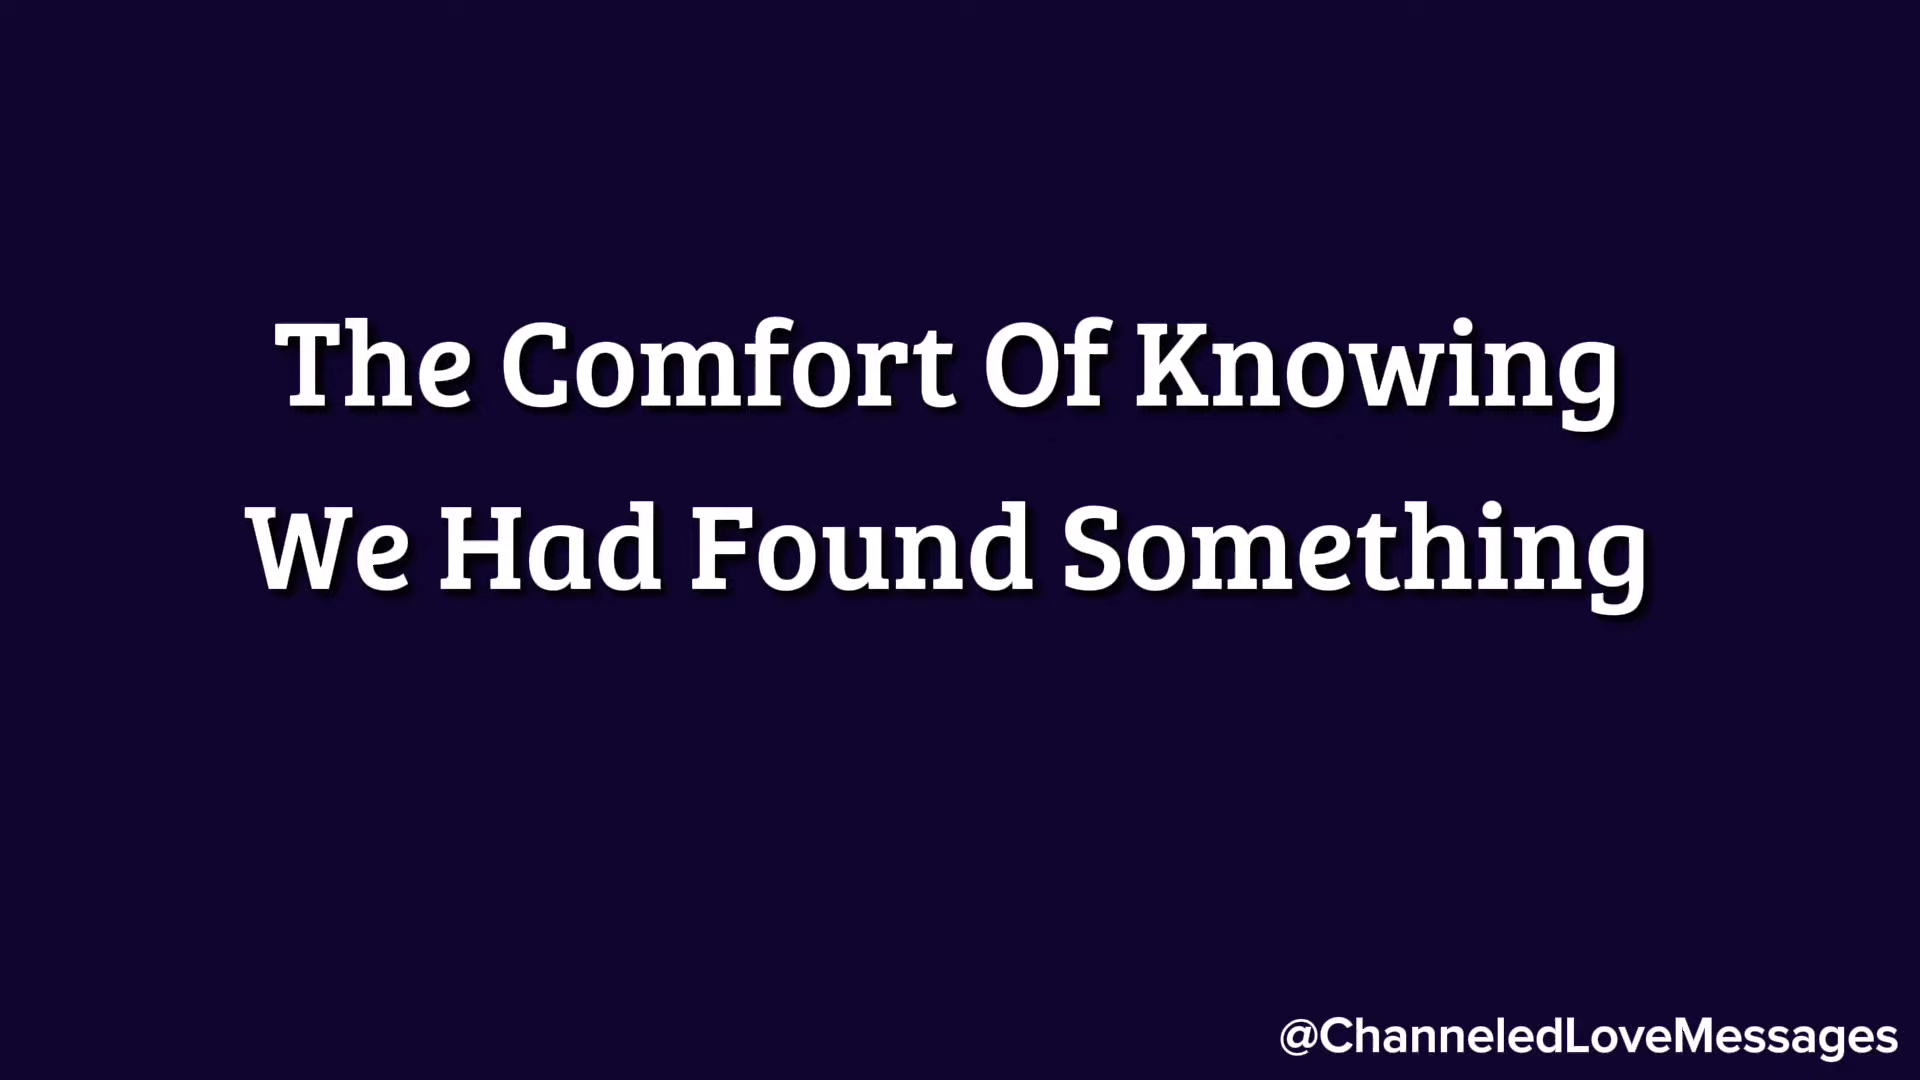 The Comfort Of Knowing
We Had Found Something
@ChanneledLoveMessages